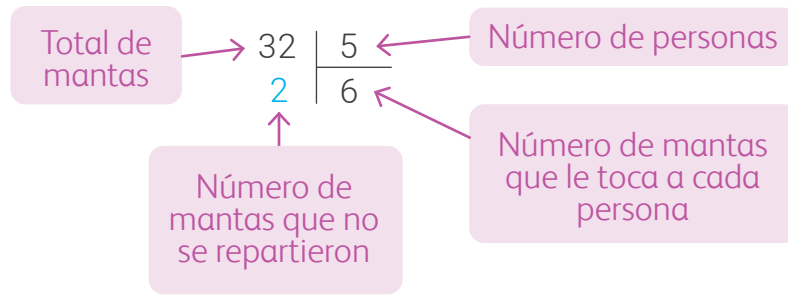 Total de
mantas
32 5
2 6
Número de personas
Número de mantas
que le toca a cada
persona
Número de
mantas que no
se repartieron